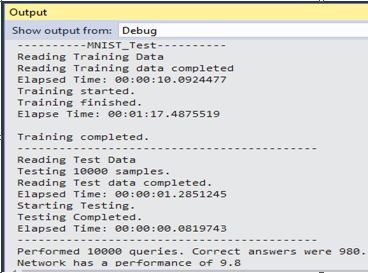 Output
Show output from: Debug
----------MNIST_Test----------
Reading Training Data
Reading Training data completed
Elapsed Time: 00:00:10.0924477
Training started.
Training finished.
Elapse Time: 00:01:17.4875519
Training completed.
---------------------------------------
Reading Test Data
Testing 10000 samples.
Reading Test data completed.
Elapsed Time: 00:00:01.2851245
Starting Testing.
Testing Completed.
Elapsed Time: 00:00:00.0819743
---------------------------------------
Performed 10000 queries. Correct answers were 980.
Network has a performance of 9.8